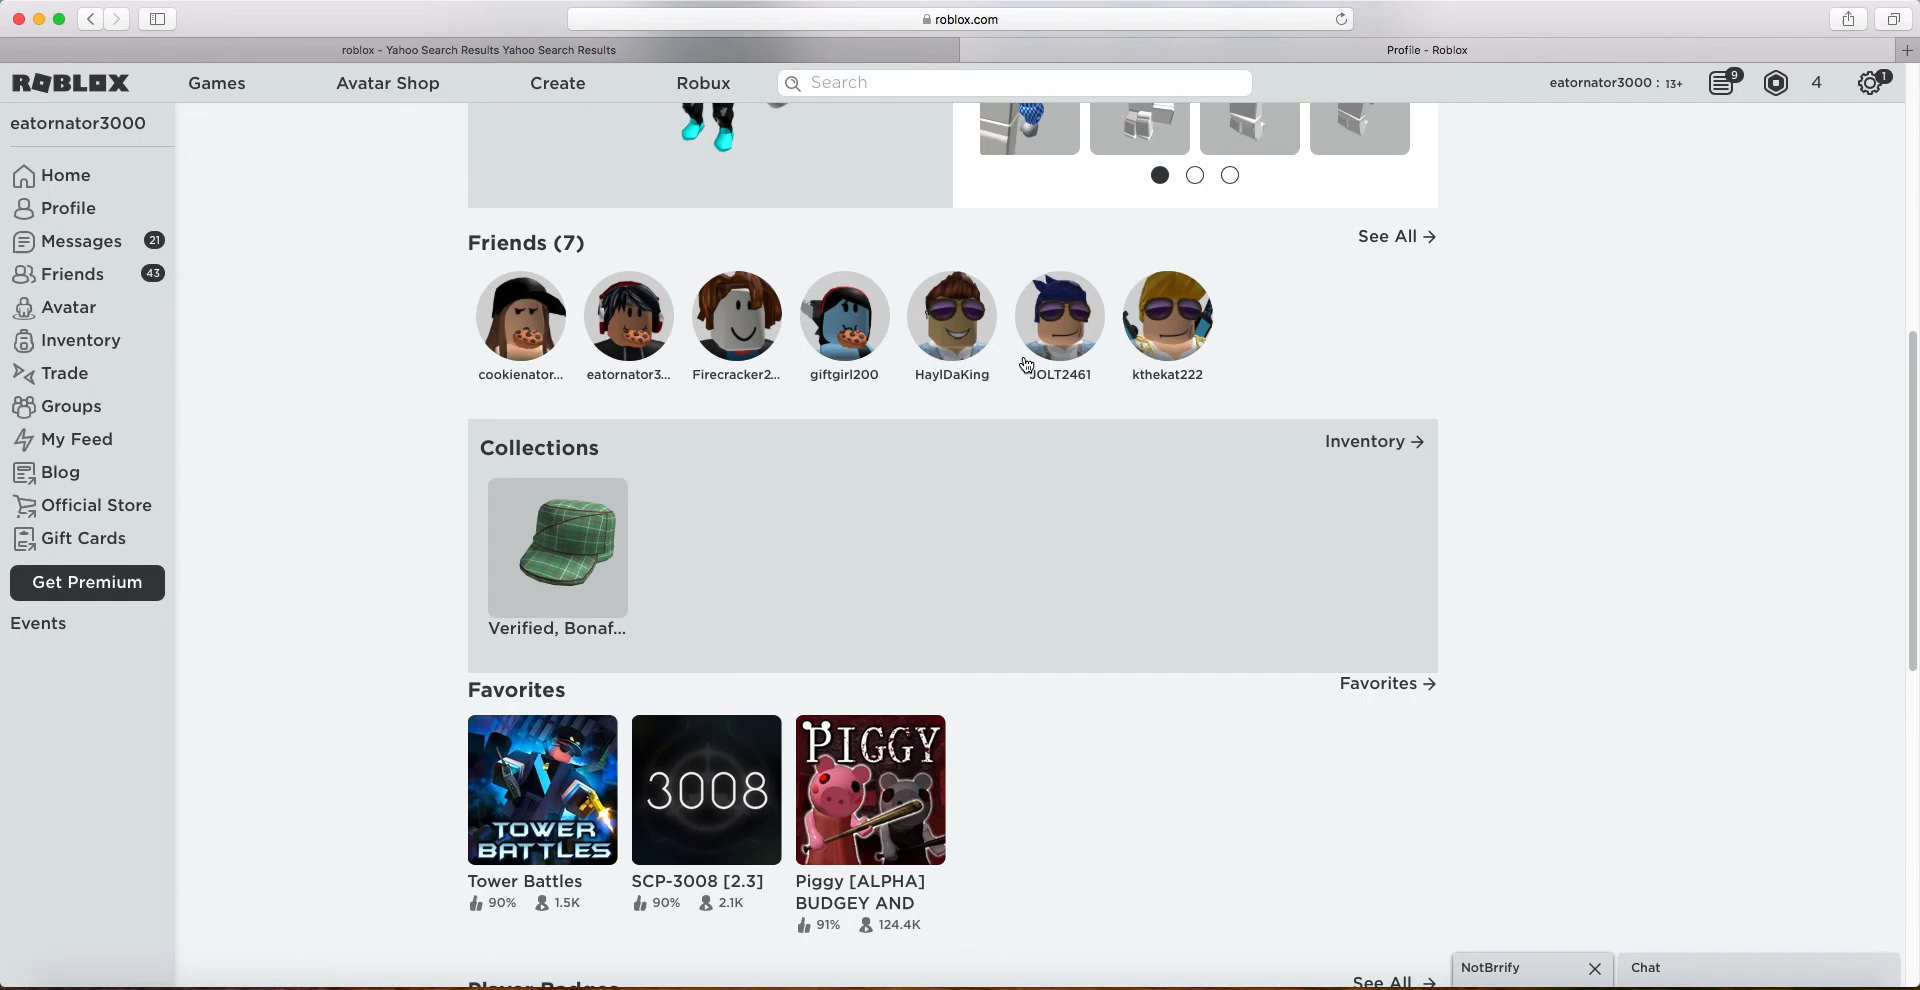 roblox.com
roblox - Yahoo Search Results Yahoo Search Results
Profile - Roblox
ROBLOX
Games
Avatar Shop
Create
Robux
Search
eatornator3000 : 13+
9
4
1
eatornator3000
Home
Profile
Messages 21
Friends 43
Avatar
Inventory
Trade
Groups
My Feed
Blog
Official Store
Gift Cards
Get Premium
Events
Friends (7)
See All →
cookienator...
eatornator3...
Firecracker2...
giftgirl200
HaylDaKing
JOLT2461
kthekat222
Collections
Inventory →
Verified, Bonaf...
Favorites
Favorites →
TOWER
BATTLES
3008
PIGGY
Tower Battles
90% 1.5K
SCP-3008 [2.3]
90% 2.1K
Piggy [ALPHA]
BUDGEY AND
91% 124.4K
Player Badges
See All →
NotBrrify
Chat